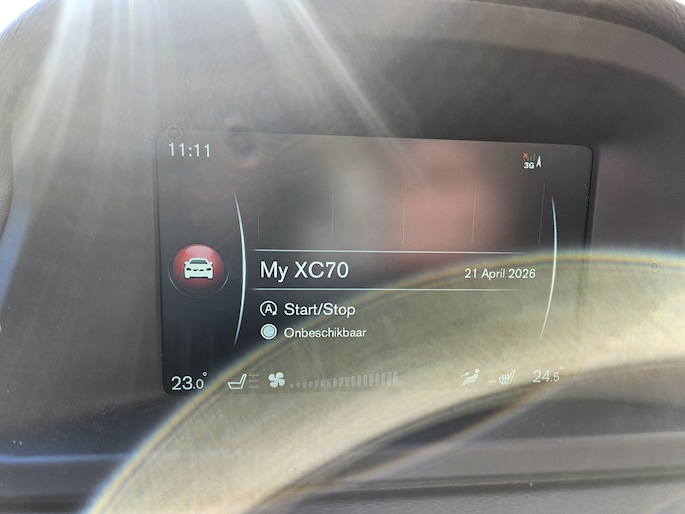 11:11
3G
My XC70
21 April 2026
A Start/Stop
Onbeschikbaar
23.0°
24.5°